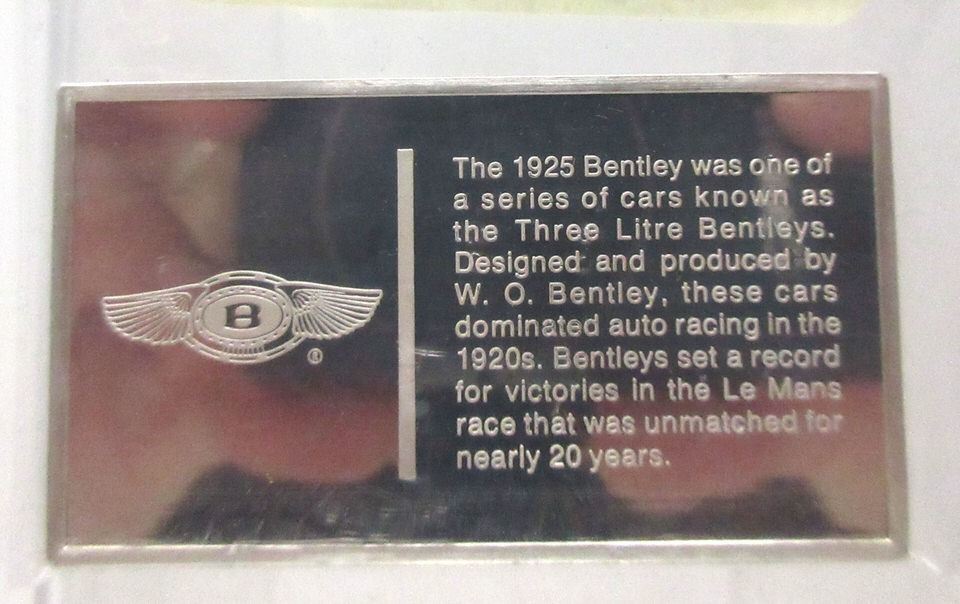 B
®
The 1925 Bentley was one of
a series of cars known as
the Three Litre Bentleys.
Designed and produced by
W. O. Bentley, these cars
dominated auto racing in the
1920s. Bentleys set a record
for victories in the Le Mans
race that was unmatched for
nearly 20 years.